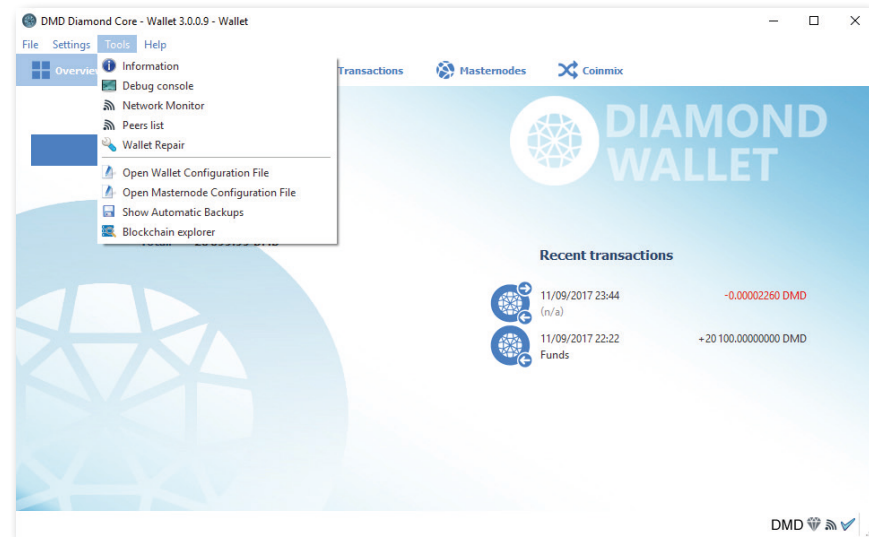 DMD Diamond Core - Wallet 3.0.0.9 - Wallet
File Settings Tools Help
Transactions Masternodes Coinmix
Information
Debug console
Network Monitor
Peers list
Wallet Repair
Open Wallet Configuration File
Open Masternode Configuration File
Show Automatic Backups
Blockchain explorer
DIAMOND
WALLET
Recent transactions
11/09/2017 23:44 -0.00002260 DMD
(n/a)
11/09/2017 22:22 +20 100.00000000 DMD
Funds
DMD